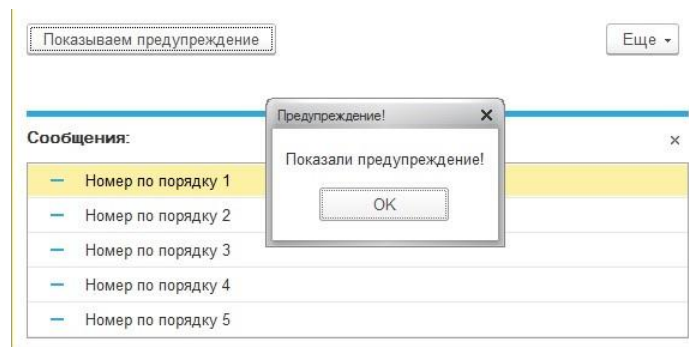 Показываем предупреждение
Еще
Предупреждение!
Сообщения:
Показали предупреждение!
OK
Номер по порядку 1
Номер по порядку 2
Номер по порядку 3
Номер по порядку 4
Номер по порядку 5